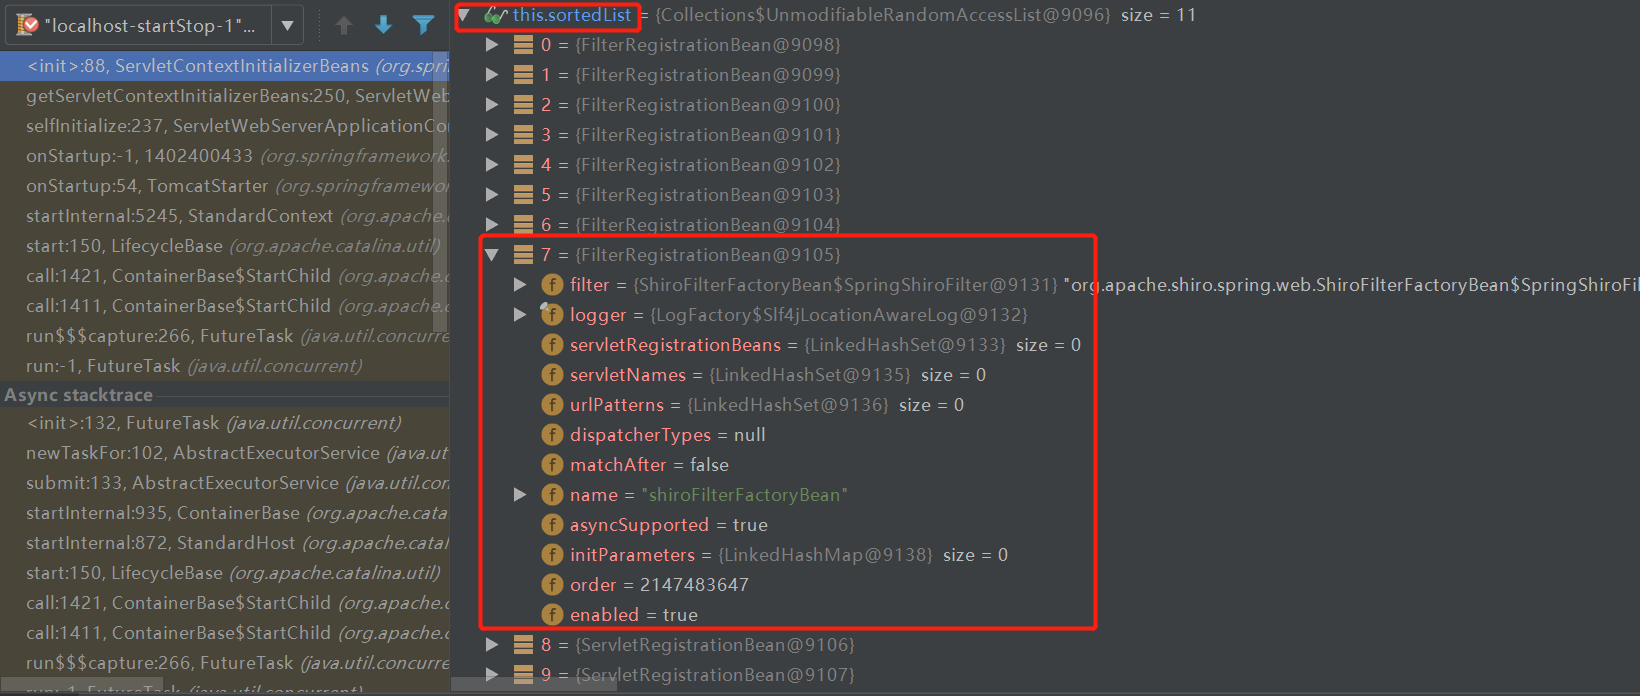 "localhost-startStop-1"...
<init>:88, ServletContextInitializerBeans (org.spri
getServletContextInitializerBeans:250, ServletWeb
selfInitialize:237, ServletWebServerApplicationCo
onStartup:-1, 1402400433 (org.springframework.
onStartup:54, TomcatStarter (org.springframewor
startInternal:5245, StandardContext (org.apache.c
start:150, LifecycleBase (org.apache.catalina.util)
call:1421, ContainerBase$StartChild (org.apache.c
call:1411, ContainerBase$StartChild (org.apache.c
run$$$capture:266, FutureTask (java.util.concurre
run:-1, FutureTask (java.util.concurrent)
Async stacktrace
<init>:132, FutureTask (java.util.concurrent)
newTaskFor:102, AbstractExecutorService (java.ut
submit:133, AbstractExecutorService (java.util.con
startInternal:935, ContainerBase (org.apache.cata
startInternal:872, StandardHost (org.apache.catal
start:150, LifecycleBase (org.apache.catalina.util)
call:1421, ContainerBase$StartChild (org.apache.c
call:1411, ContainerBase$StartChild (org.apache.c
run$$$capture:266, FutureTask (java.util.concurre
run:-1, FutureTask (java.util.concurrent)
this.sortedList = {Collections$UnmodifiableRandomAccessList@9096} size = 11
0 = {FilterRegistrationBean@9098}
1 = {FilterRegistrationBean@9099}
2 = {FilterRegistrationBean@9100}
3 = {FilterRegistrationBean@9101}
4 = {FilterRegistrationBean@9102}
5 = {FilterRegistrationBean@9103}
6 = {FilterRegistrationBean@9104}
7 = {FilterRegistrationBean@9105}
f filter = {ShiroFilterFactoryBean$SpringShiroFilter@9131} "org.apache.shiro.spring.web.ShiroFilterFactoryBean$SpringShiroFil
f logger = {LogFactory$Slf4jLocationAwareLog@9132}
f servletRegistrationBeans = {LinkedHashSet@9133} size = 0
f servletNames = {LinkedHashSet@9135} size = 0
f urlPatterns = {LinkedHashSet@9136} size = 0
f dispatcherTypes = null
f matchAfter = false
f name = "shiroFilterFactoryBean"
f asyncSupported = true
f initParameters = {LinkedHashMap@9138} size = 0
f order = 2147483647
f enabled = true
8 = {ServletRegistrationBean@9106}
9 = {ServletRegistrationBean@9107}